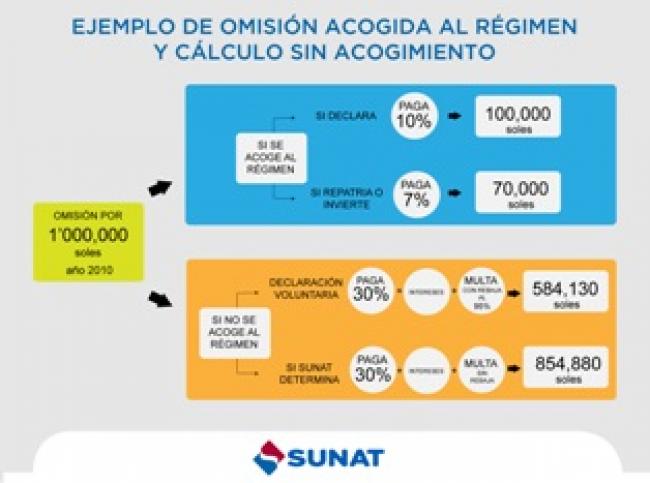 EJEMPLO DE OMISIÓN ACOGIDA AL RÉGIMEN
Y CÁLCULO SIN ACOGIMIENTO
OMISIÓN POR
1'000,000
soles
año 2010
SI SE
ACOGE AL
RÉGIMEN
SI DECLARA
PAGA
10%
100,000
soles
SI REPATRIA O
INVIERTE
PAGA
7%
70,000
soles
SI NO SE
ACOGE AL
RÉGIMEN
DECLARACIÓN
VOLUNTARIA
PAGA
30%
+
INTERESES
+
MULTA
CON REBAJA
AL
95%
584,130
soles
SI SUNAT
DETERMINA
PAGA
30%
+
INTERESES
+
MULTA
SIN
REBAJA
854,880
soles
SUNAT